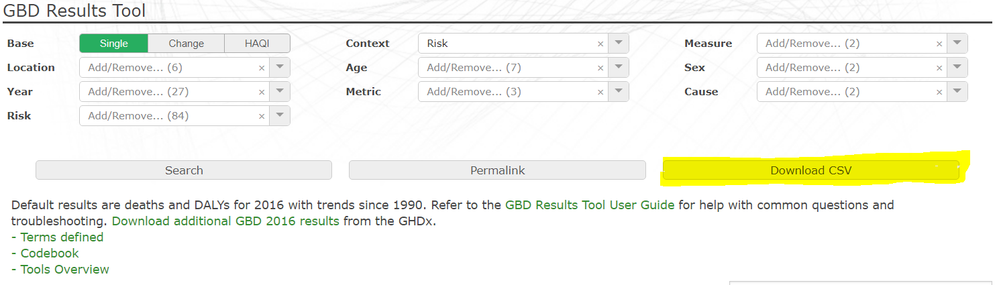 GBD Results Tool
Base Single Change HAQI Context Risk × Measure Add/Remove... (2) ×
Location Add/Remove... (6) × Age Add/Remove... (7) × Sex Add/Remove... (2) ×
Year Add/Remove... (27) × Metric Add/Remove... (3) × Cause Add/Remove... (2) ×
Risk Add/Remove... (84) ×
Search Permalink Download CSV
Default results are deaths and DALYs for 2016 with trends since 1990. Refer to the GBD Results Tool User Guide for help with common questions and
troubleshooting. Download additional GBD 2016 results from the GHDx.
- Terms defined
- Codebook
- Tools Overview